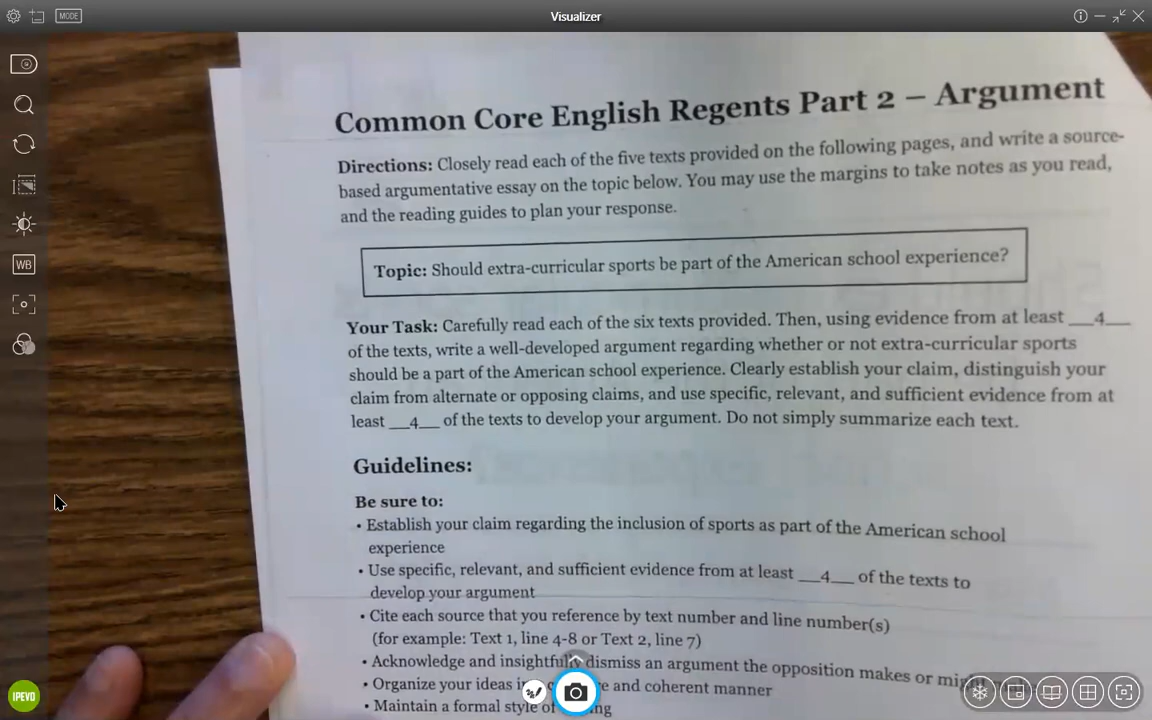 MODE
Visualizer
WB
Common Core English Regents Part 2 – Argument
Directions: Closely read each of the five texts provided on the following pages, and write a source-
based argumentative essay on the topic below. You may use the margins to take notes as you read,
and the reading guides to plan your response.
Topic: Should extra-curricular sports be part of the American school experience?
Your Task: Carefully read each of the six texts provided. Then, using evidence from at least __4__
of the texts, write a well-developed argument regarding whether or not extra-curricular sports
should be a part of the American school experience. Clearly establish your claim, distinguish your
claim from alternate or opposing claims, and use specific, relevant, and sufficient evidence from at
least __4__ of the texts to develop your argument. Do not simply summarize each text.
Guidelines:
Be sure to:
• Establish your claim regarding the inclusion of sports as part of the American school
experience
• Use specific, relevant, and sufficient evidence from at least __4__ of the texts to
develop your argument
• Cite each source that you reference by text number and line number(s)
(for example: Text 1, line 4-8 or Text 2, line 7)
• Acknowledge and insightfully dismiss an argument the opposition makes or might
• Organize your ideas in and coherent manner
• Maintain a formal style of
IPEVO